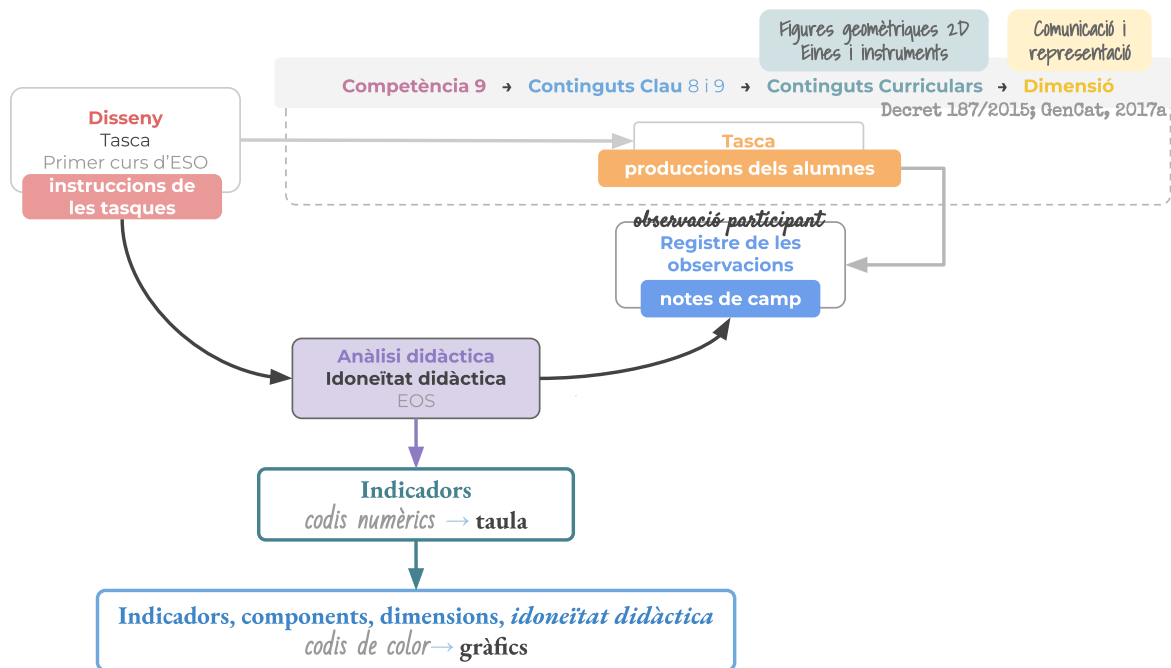 Figures geomètriques 2D
Eines i instruments
Comunicació i
representació
Competència 9 → Continguts Clau 8 i 9 → Continguts Curriculars → Dimensió
Decret 187/2015; GenCat, 2017a
Disseny
Tasca
Primer curs d'ESO
instruccions de
les tasques
Tasca
produccions dels alumnes
observació participant
Registre de les
observacions
notes de camp
Anàlisi didàctica
Idoneïtat didàctica
EOS
Indicadors
codis numèrics → taula
Indicadors, components, dimensions, idoneïtat didàctica
codis de color→ gràfics